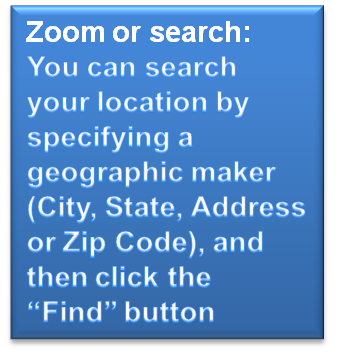 Zoom or search:
You can search
your location by
specifying a
geographic maker
(City, State, Address
or Zip Code), and
then click the
“Find” button